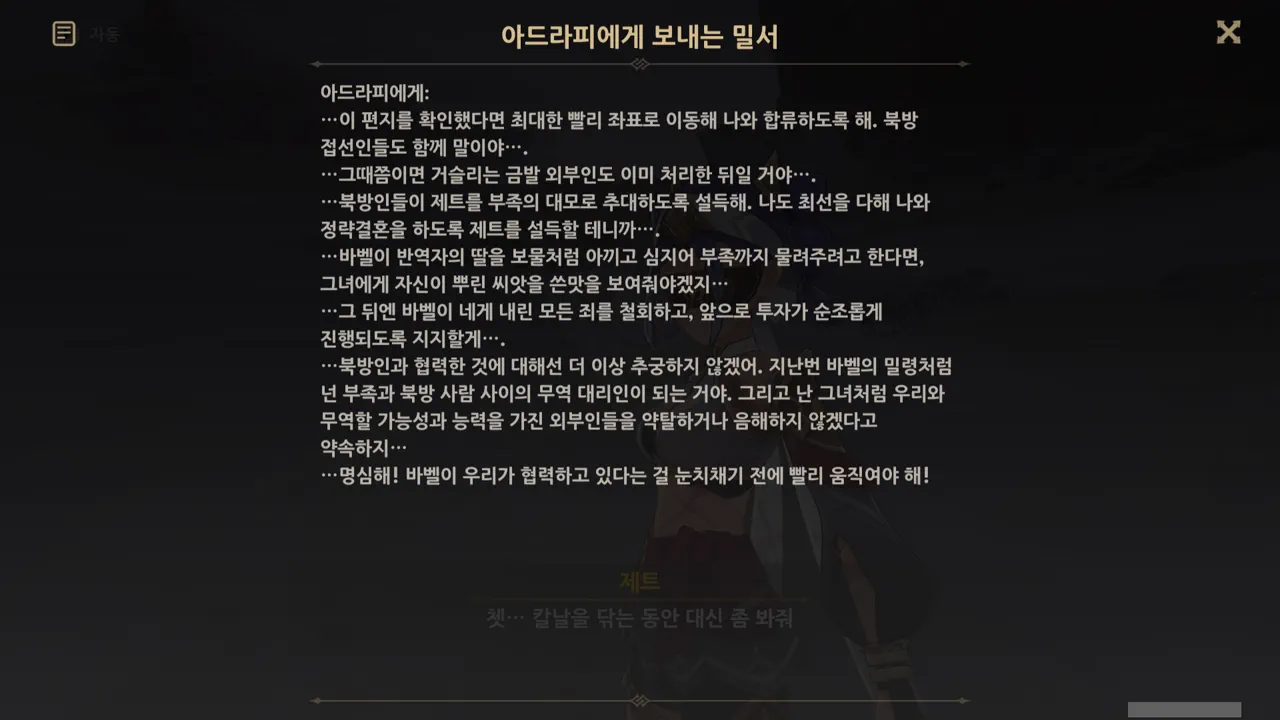 자동
아드라피에게 보내는 밀서
아드라피에게:
…이 편지를 확인했다면 최대한 빨리 좌표로 이동해 나와 합류하도록 해. 북방
접선인들도 함께 말이야….
…그때쯤이면 거슬리는 금발 외부인도 이미 처리한 뒤일 거야….
…북방인들이 제트를 부족의 대모로 추대하도록 설득해. 나도 최선을 다해 나와
정략결혼을 하도록 제트를 설득할 테니까….
…바벨이 반역자의 딸을 보물처럼 아끼고 심지어 부족까지 물려주려고 한다면,
그녀에게 자신이 뿌린 씨앗을 쓴맛을 보여줘야겠지…
…그 뒤엔 바벨이 네게 내린 모든 죄를 철회하고, 앞으로 투자가 순조롭게
진행되도록 지지할게….
…북방인과 협력한 것에 대해선 더 이상 추궁하지 않겠어. 지난번 바벨의 밀령처럼
넌 부족과 북방 사람 사이의 무역 대리인이 되는 거야. 그리고 난 그녀처럼 우리와
무역할 가능성과 능력을 가진 외부인들을 약탈하거나 음해하지 않겠다고
약속하지…
…명심해! 바벨이 우리가 협력하고 있다는 걸 눈치채기 전에 빨리 움직여야 해!
제트
쳇… 칼날을 닦는 동안 대신 좀 봐줘